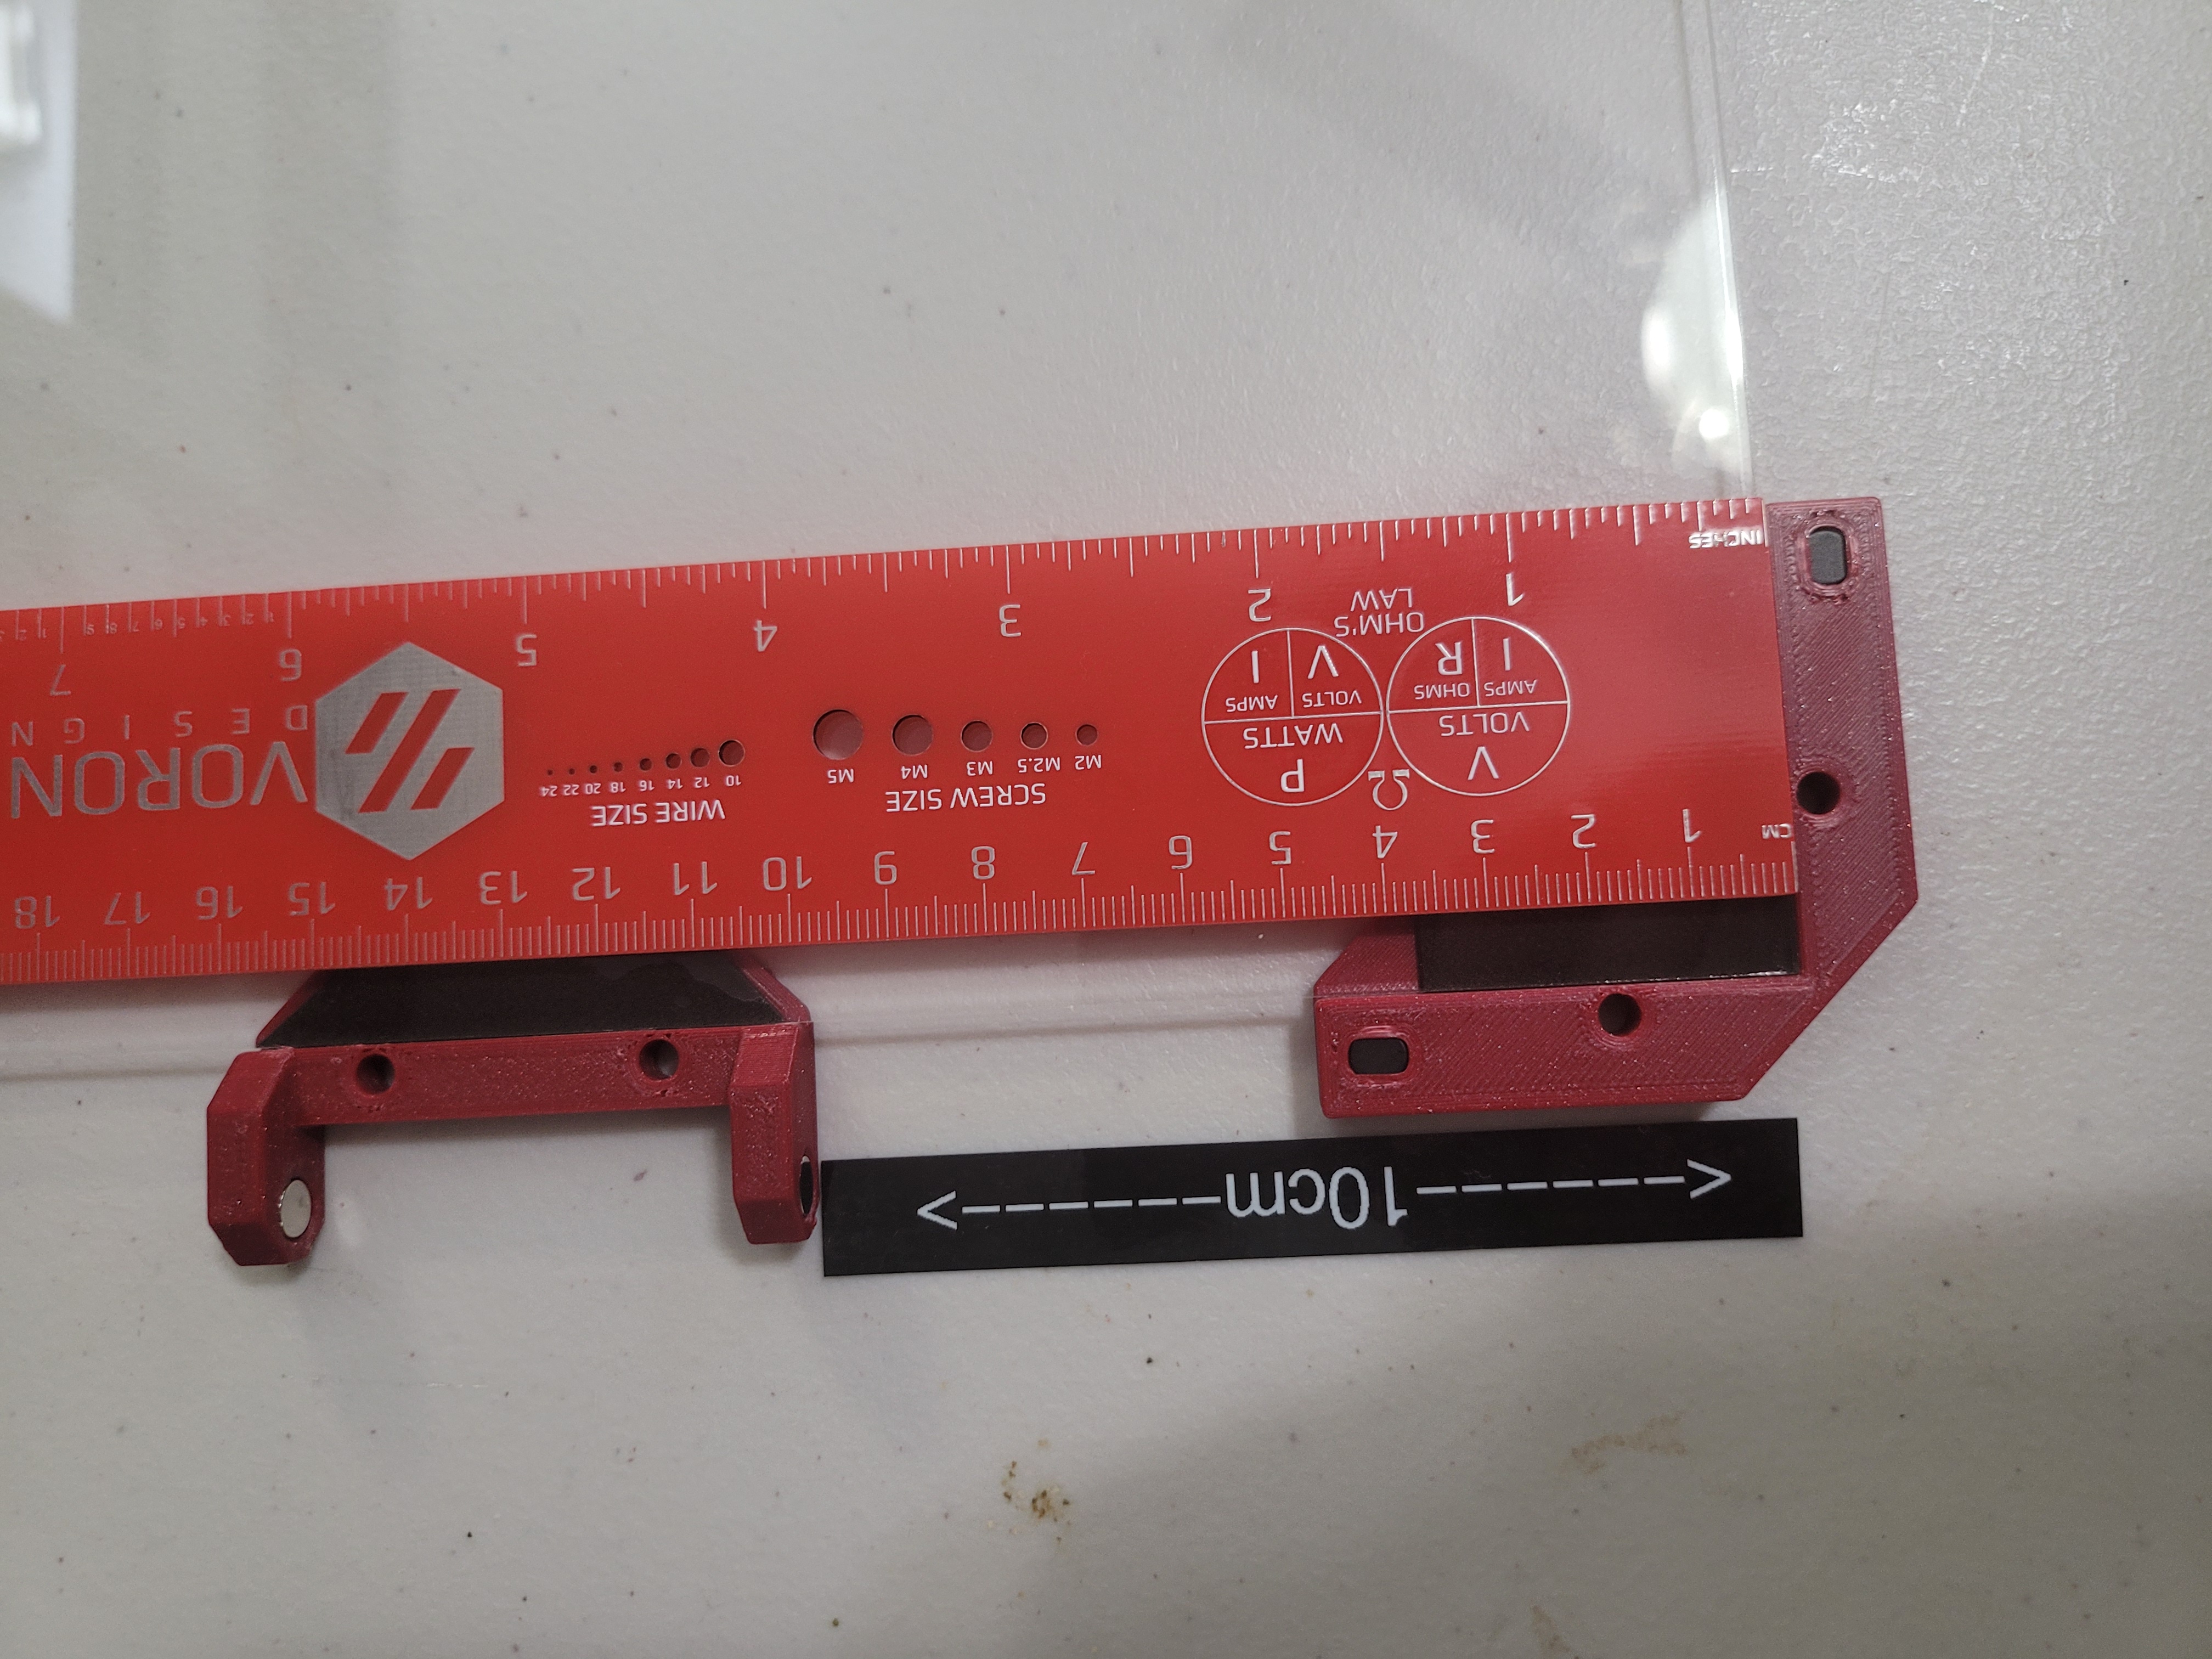 <------10cm------>
CM 1 2 3 4 5 6 7 8 9 10 11 12 13 14 15 16 17 18
V
VOLTS
AMPS OHMS
I R
Ω
P
WATTS
VOLTS AMPS
V I
OHM'S
LAW
SCREW SIZE
M2 M2.5 M3 M4 M5
WIRE SIZE
10 12 14 16 18 20 22 24
VORON
DESIGN
INCHES 1 2 3 4 5 6 7